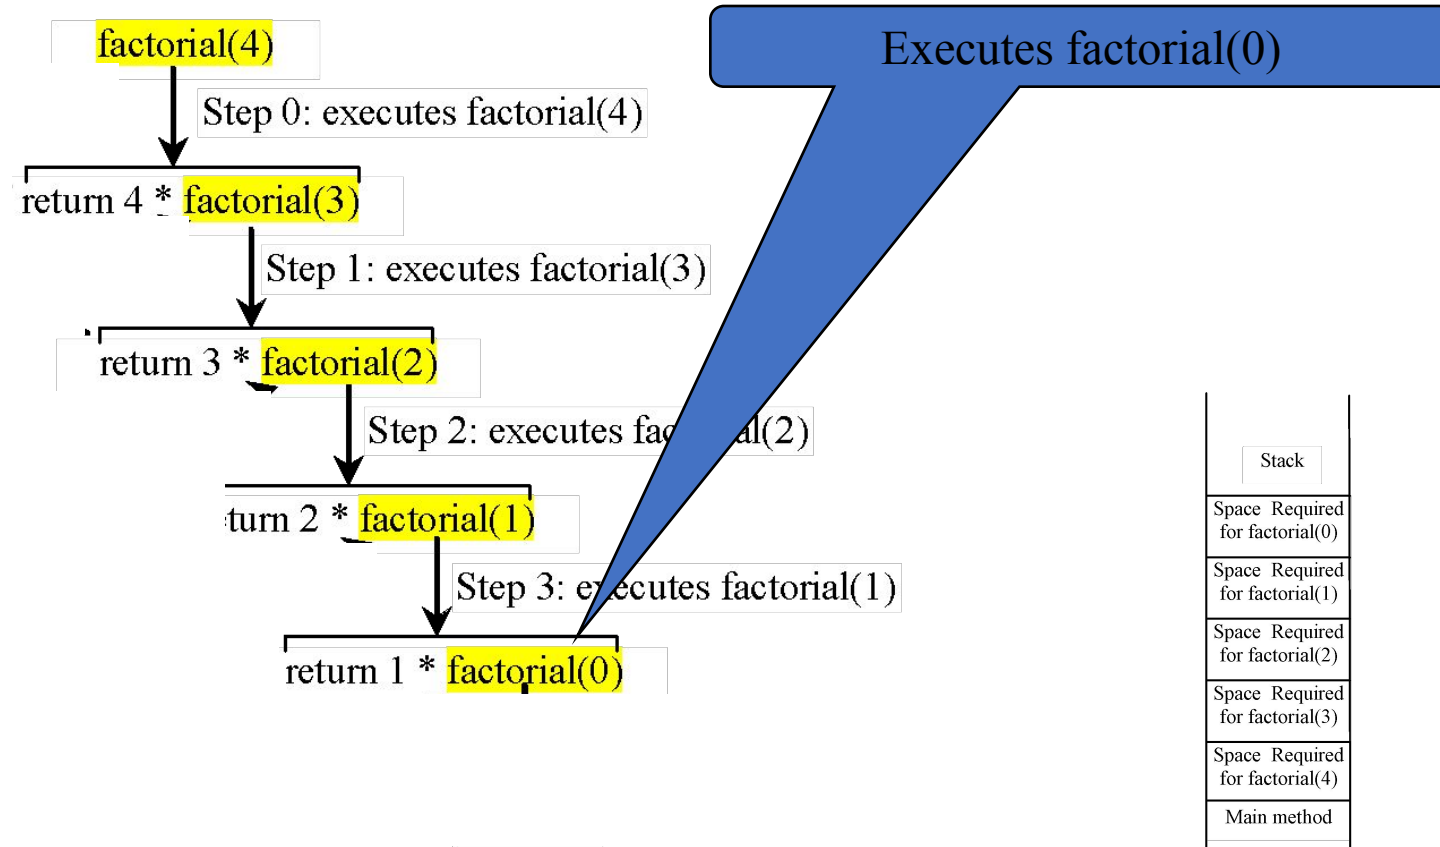 factorial(4)
Executes factorial(0)
Step 0: executes factorial(4)
return 4 * factorial(3)
Step 1: executes factorial(3)
return 3 * factorial(2)
Step 2: executes (2)
2 * factorial(1)
Step 3: executes factorial(1)
return 1 * factorial(0)
Stack
Space Required
for factorial(0)
Space Required
for factorial(1)
Space Required
for factorial(2)
Space Required
for factorial(3)
Space Required
for factorial(4)
Main method